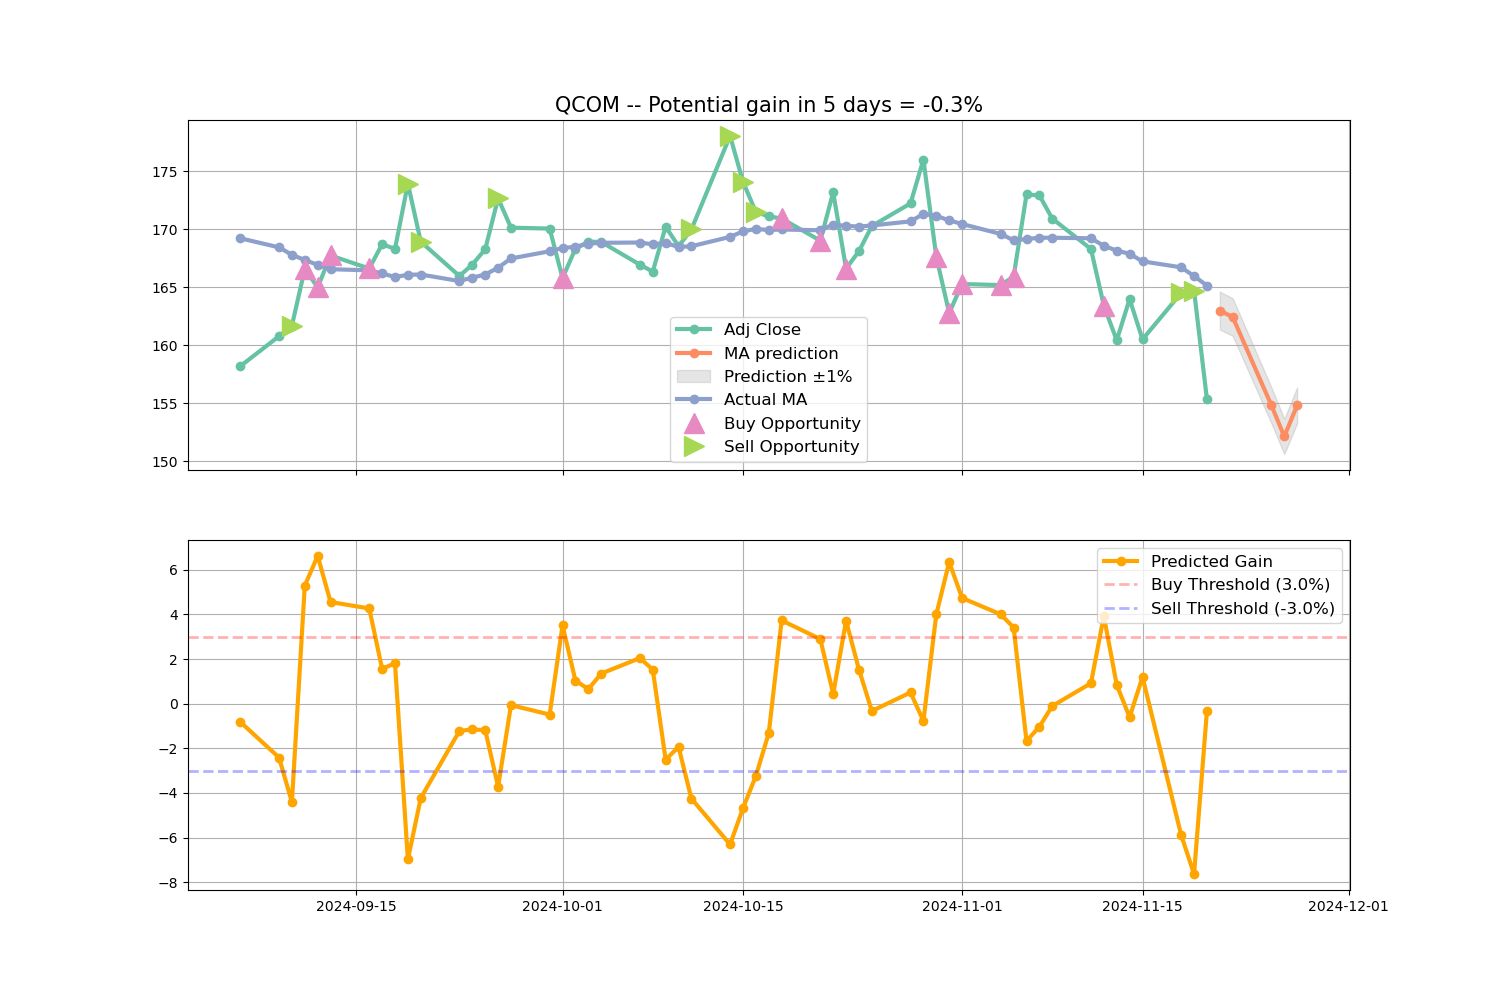 QCOM -- Potential gain in 5 days = -0.3%
175
170
165
160
155
150
Adj Close
MA prediction
Prediction ±1%
Actual MA
Buy Opportunity
Sell Opportunity
6
4
2
0
−2
−4
−6
−8
Predicted Gain
Buy Threshold (3.0%)
Sell Threshold (-3.0%)
2024-09-15
2024-10-01
2024-10-15
2024-11-01
2024-11-15
2024-12-01